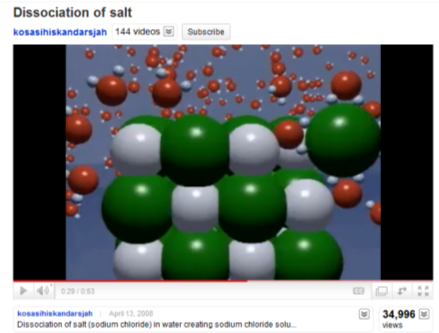 Dissociation of salt
kosasihiskandarsjah 144 videos Subscribe
0:29 / 0:53
kosasihiskandarsjah | April 13, 2008
Dissociation of salt (sodium chloride) in water creating sodium chloride solu...
34,996
views